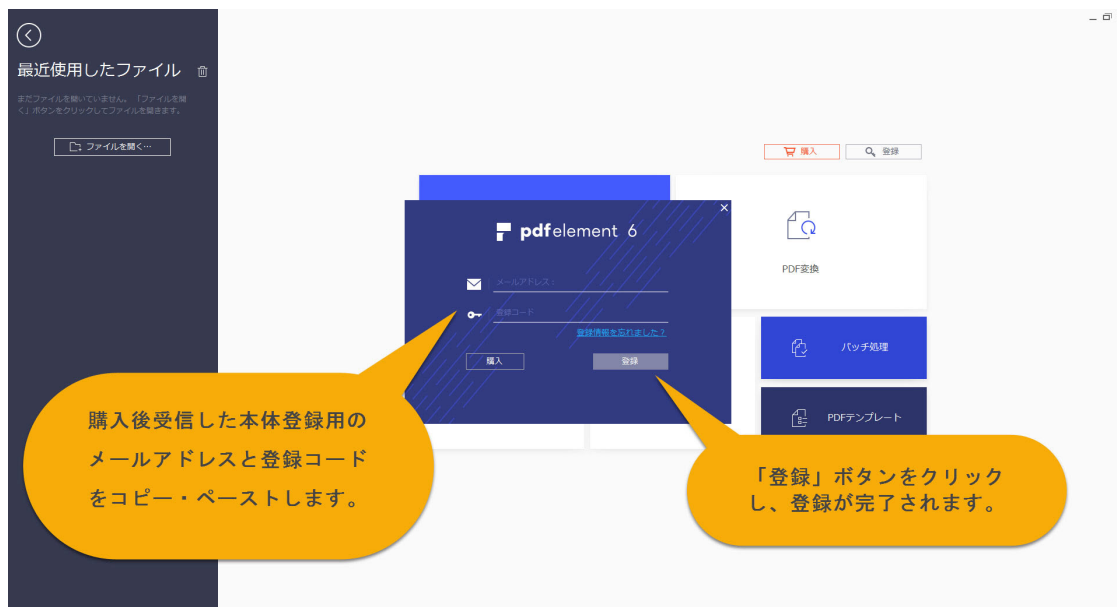 最近使用したファイル
まだファイルを開いていません。「ファイルを開
く」ボタンをクリックしてファイルを開きます。
ファイルを開く…
購入
登録
pdfelement 6
メールアドレス：
登録コード
登録情報を忘れました？
購入
登録
PDF変換
バッチ処理
PDFテンプレート
購入後受信した本体登録用の
メールアドレスと登録コード
をコピー・ペーストします。
「登録」ボタンをクリック
し、登録が完了されます。